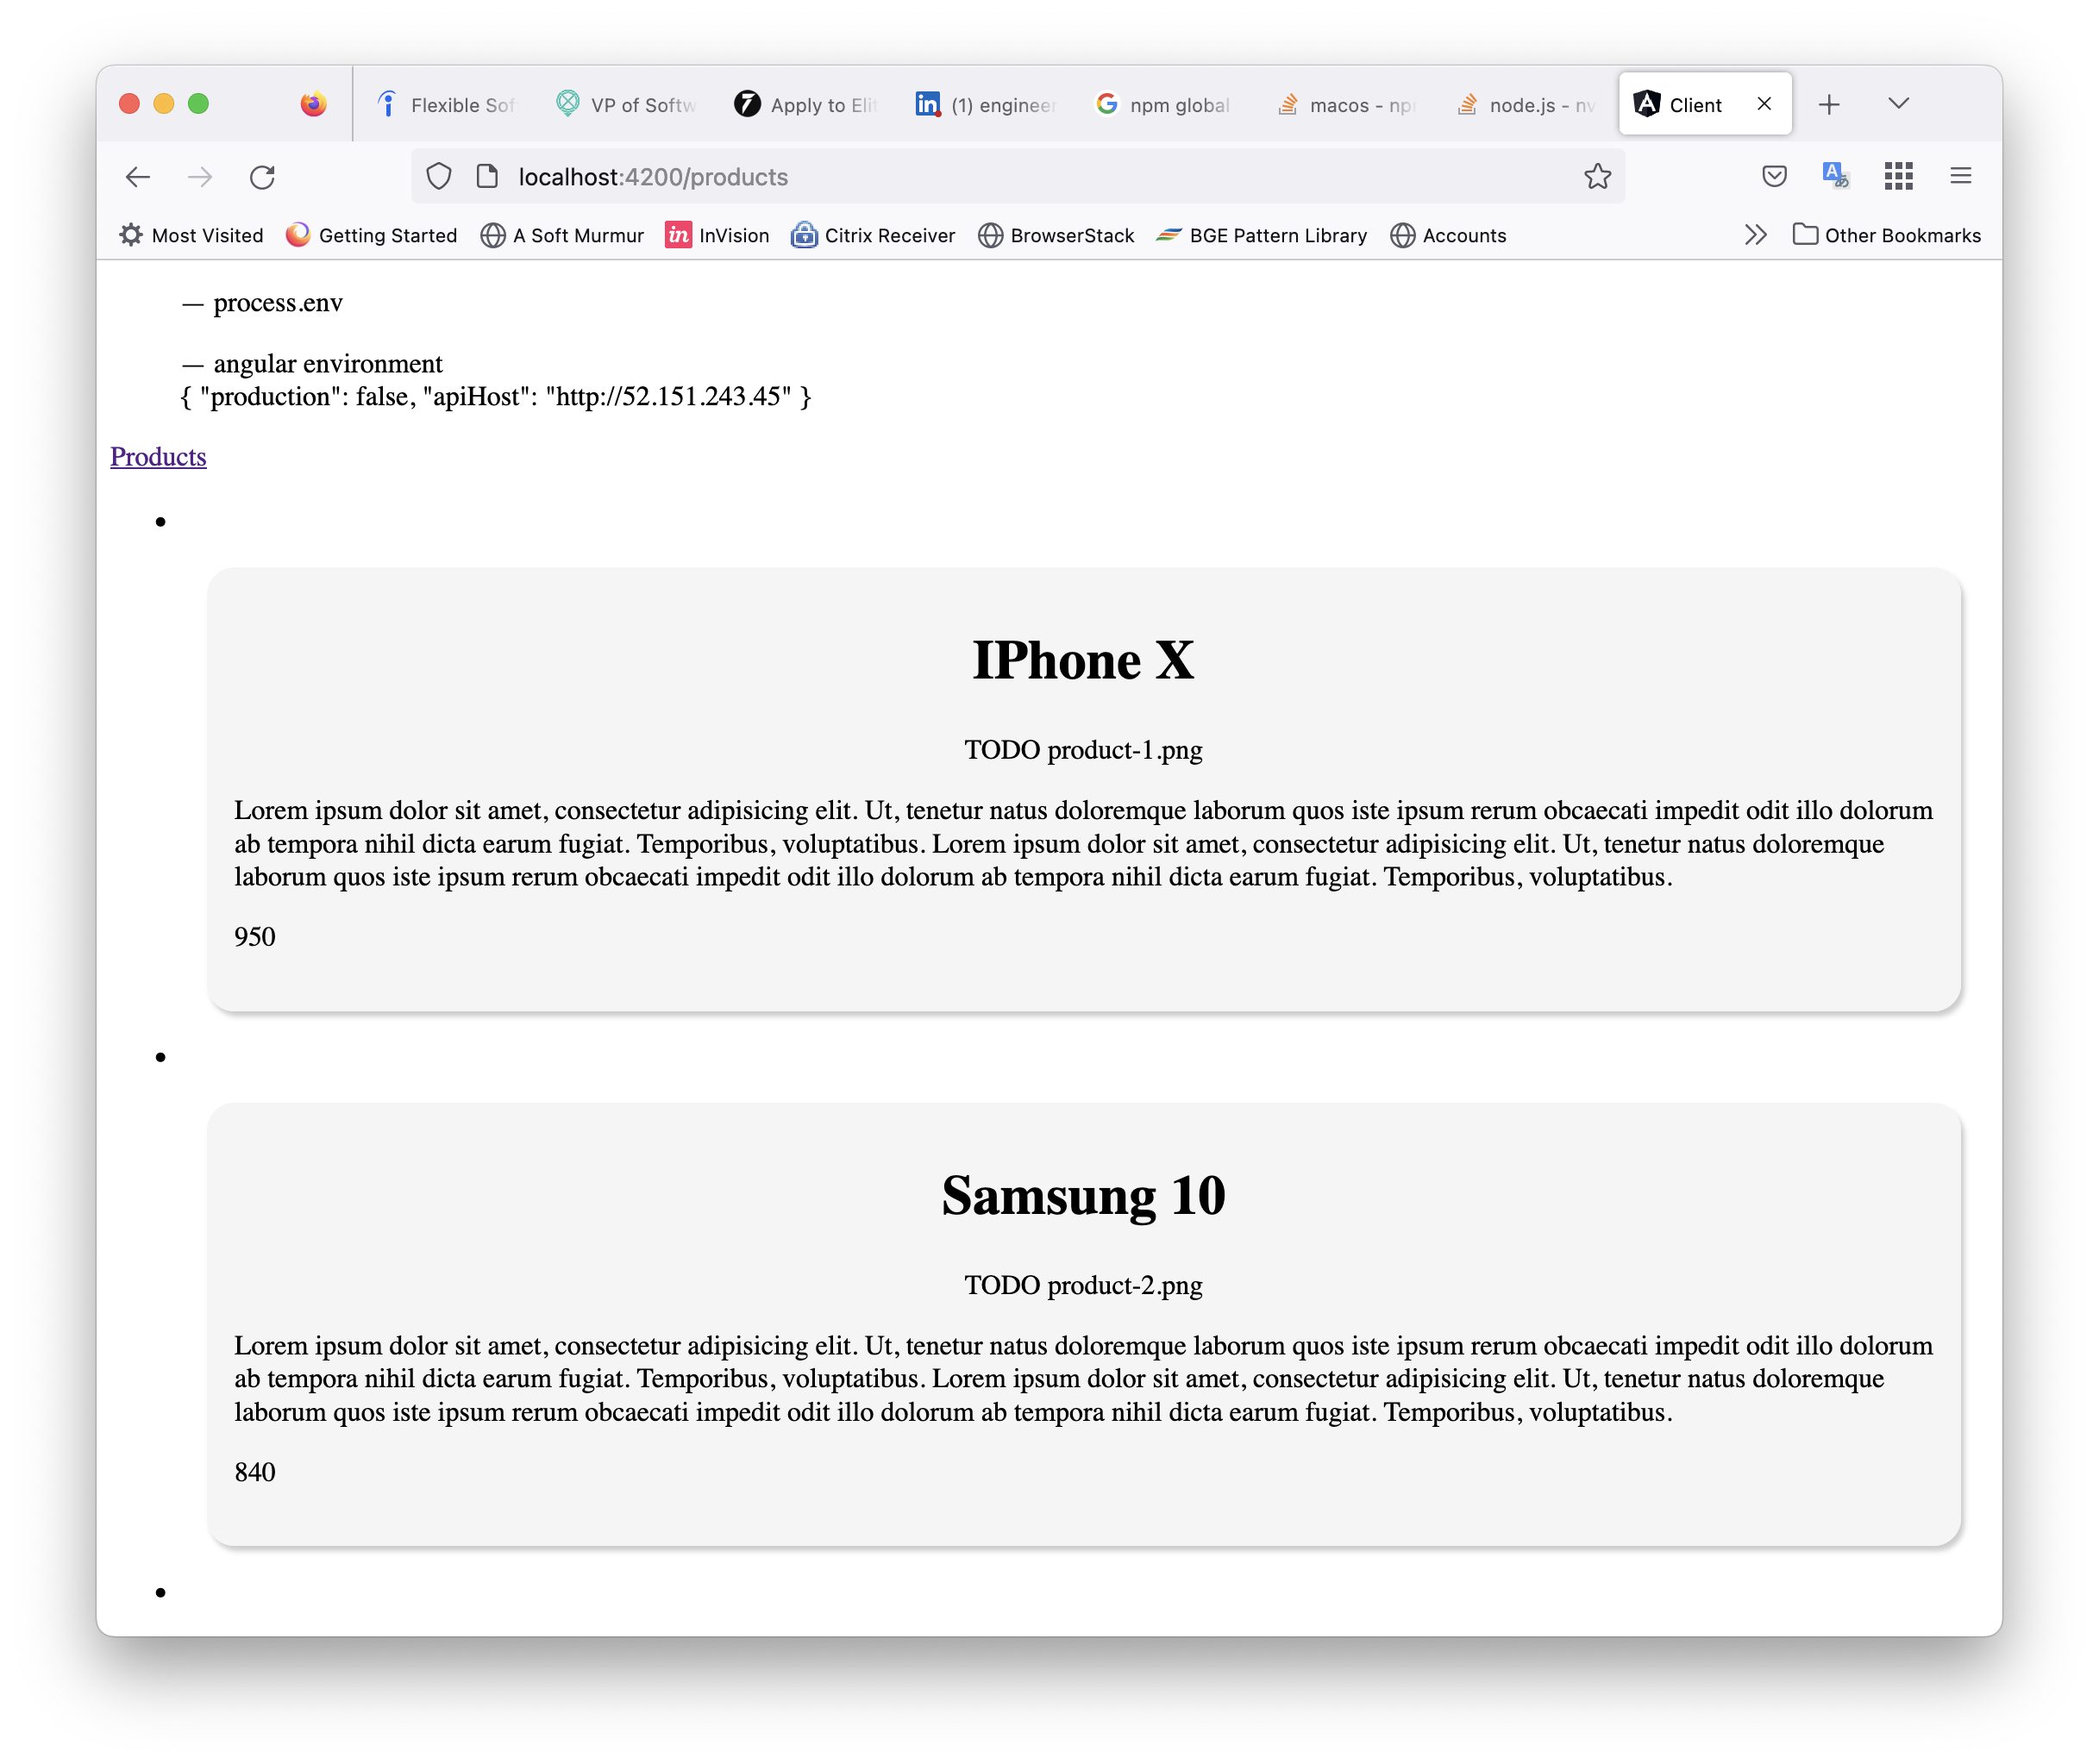 Flexible Sof
VP of Softw
Apply to Elit
(1) engineer
npm global
macos - np
node.js - nv
Client
localhost:4200/products
Most Visited
Getting Started
A Soft Murmur
InVision
Citrix Receiver
BrowserStack
BGE Pattern Library
Accounts
Other Bookmarks
— process.env
— angular environment
{ "production": false, "apiHost": "http://52.151.243.45" }
Products
IPhone X
TODO product-1.png
Lorem ipsum dolor sit amet, consectetur adipisicing elit. Ut, tenetur natus doloremque laborum quos iste ipsum rerum obcaecati impedit odit illo dolorum
ab tempora nihil dicta earum fugiat. Temporibus, voluptatibus. Lorem ipsum dolor sit amet, consectetur adipisicing elit. Ut, tenetur natus doloremque
laborum quos iste ipsum rerum obcaecati impedit odit illo dolorum ab tempora nihil dicta earum fugiat. Temporibus, voluptatibus.
950
Samsung 10
TODO product-2.png
Lorem ipsum dolor sit amet, consectetur adipisicing elit. Ut, tenetur natus doloremque laborum quos iste ipsum rerum obcaecati impedit odit illo dolorum
ab tempora nihil dicta earum fugiat. Temporibus, voluptatibus. Lorem ipsum dolor sit amet, consectetur adipisicing elit. Ut, tenetur natus doloremque
laborum quos iste ipsum rerum obcaecati impedit odit illo dolorum ab tempora nihil dicta earum fugiat. Temporibus, voluptatibus.
840